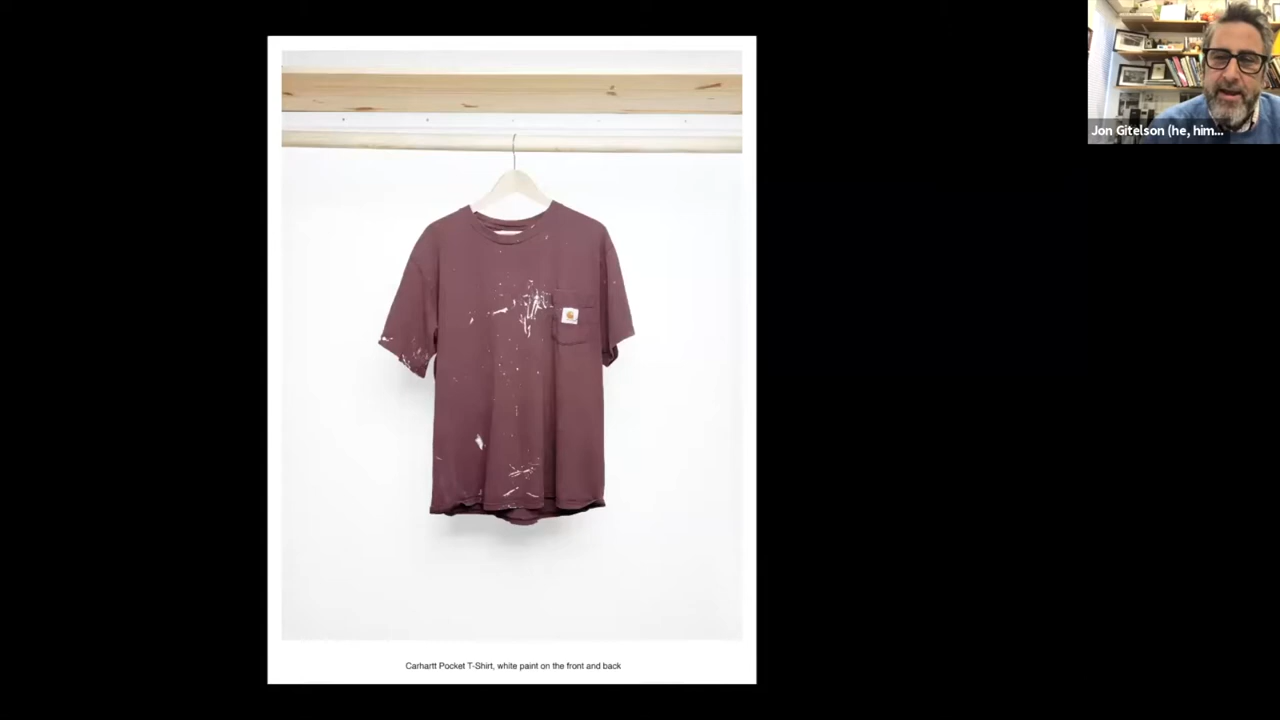 Jon Gitelson (he, him...
Carhartt Pocket T-Shirt, white paint on the front and back